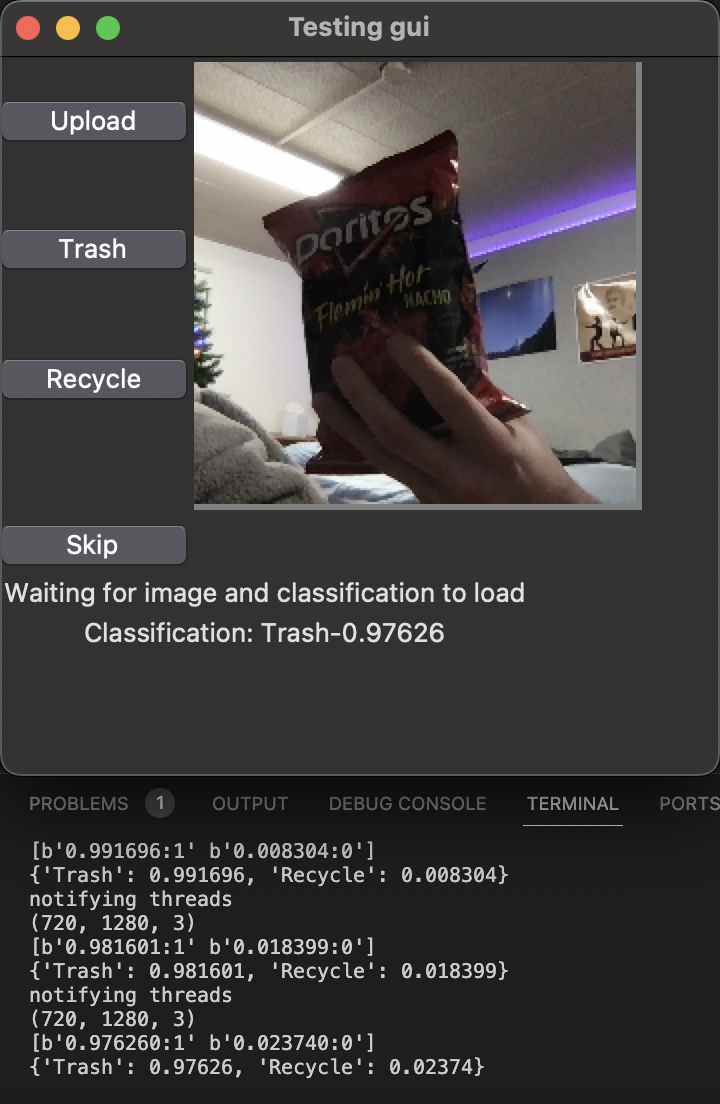 Testing gui
Upload
Trash
Recycle
Skip
Doritos
Flamin' Hot
NACHO
Waiting for image and classification to load
Classification: Trash-0.97626
PROBLEMS 1 OUTPUT DEBUG CONSOLE TERMINAL PORTS
[b'0.991696:1' b'0.008304:0']
{'Trash': 0.991696, 'Recycle': 0.008304}
notifying threads
(720, 1280, 3)
[b'0.981601:1' b'0.018399:0']
{'Trash': 0.981601, 'Recycle': 0.018399}
notifying threads
(720, 1280, 3)
[b'0.976260:1' b'0.023740:0']
{'Trash': 0.97626, 'Recycle': 0.02374}